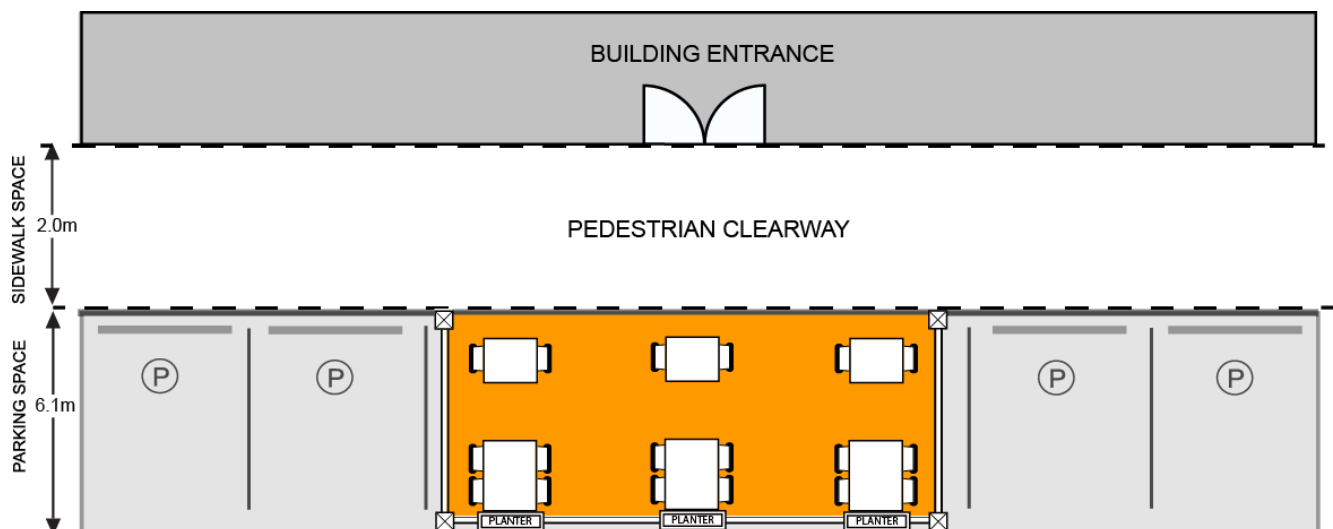 BUILDING ENTRANCE
SIDEWALK SPACE
2.0m
PEDESTRIAN CLEARWAY
PARKING SPACE
6.1m
P
P
P
P
PLANTER
PLANTER
PLANTER